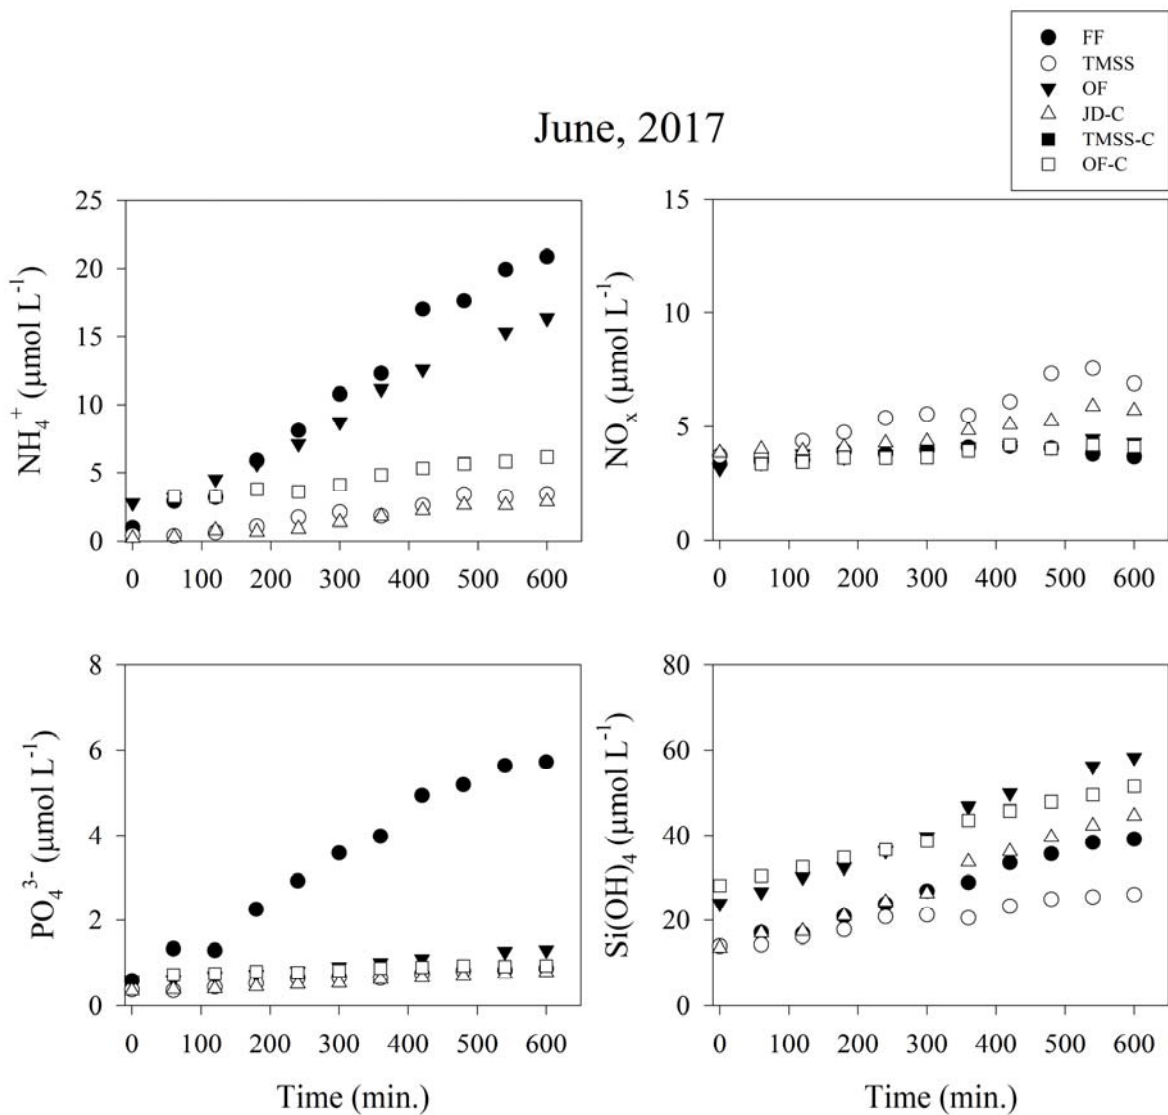 FF
TMSS
OF
JD-C
TMSS-C
OF-C
June, 2017
NH₄⁺ (μmol L⁻¹)
25
20
15
10
5
0
0 100 200 300 400 500 600
NOₓ (μmol L⁻¹)
15
10
5
0
0 100 200 300 400 500 600
PO₄³⁻ (μmol L⁻¹)
8
6
4
2
0
0 100 200 300 400 500 600
Time (min.)
Si(OH)₄ (μmol L⁻¹)
80
60
40
20
0
0 100 200 300 400 500 600
Time (min.)